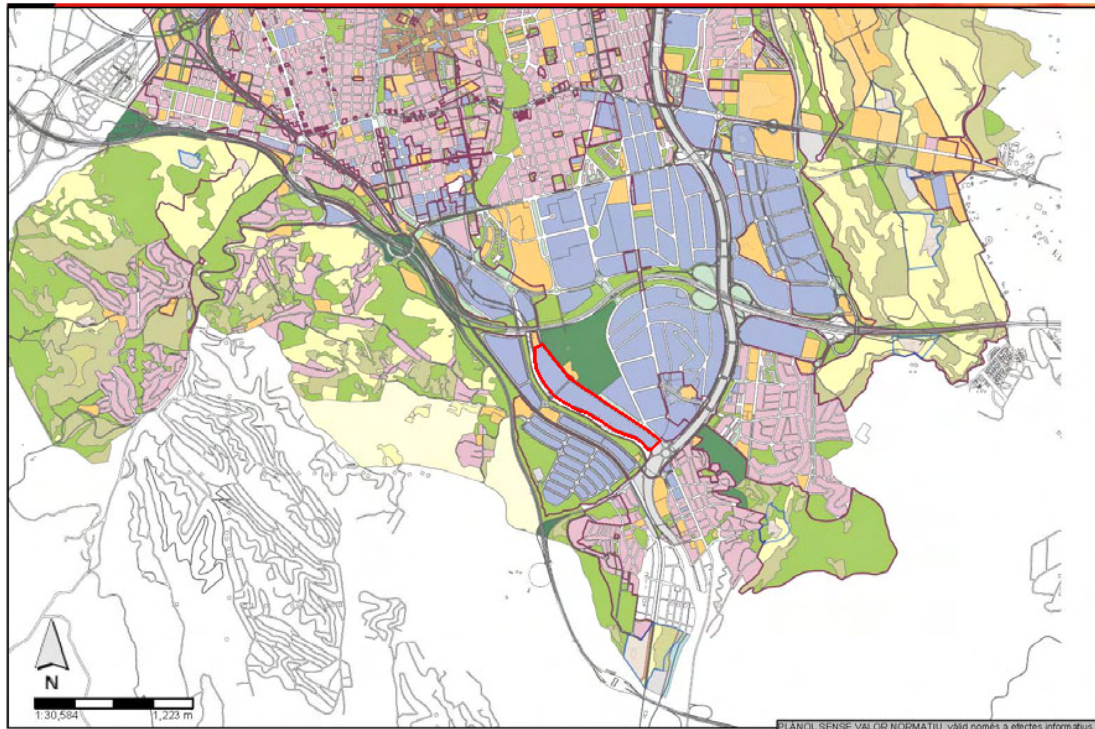 N
1:30,584
1,223 m
PLÀNOL SENSE VALOR NORMATIU, vàlid només a efectes informatius.